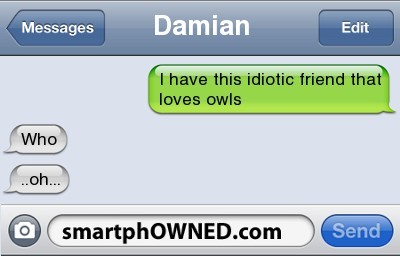 Messages Damian Edit
I have this idiotic friend that
loves owls
Who
..oh...
smartphOWNED.com Send